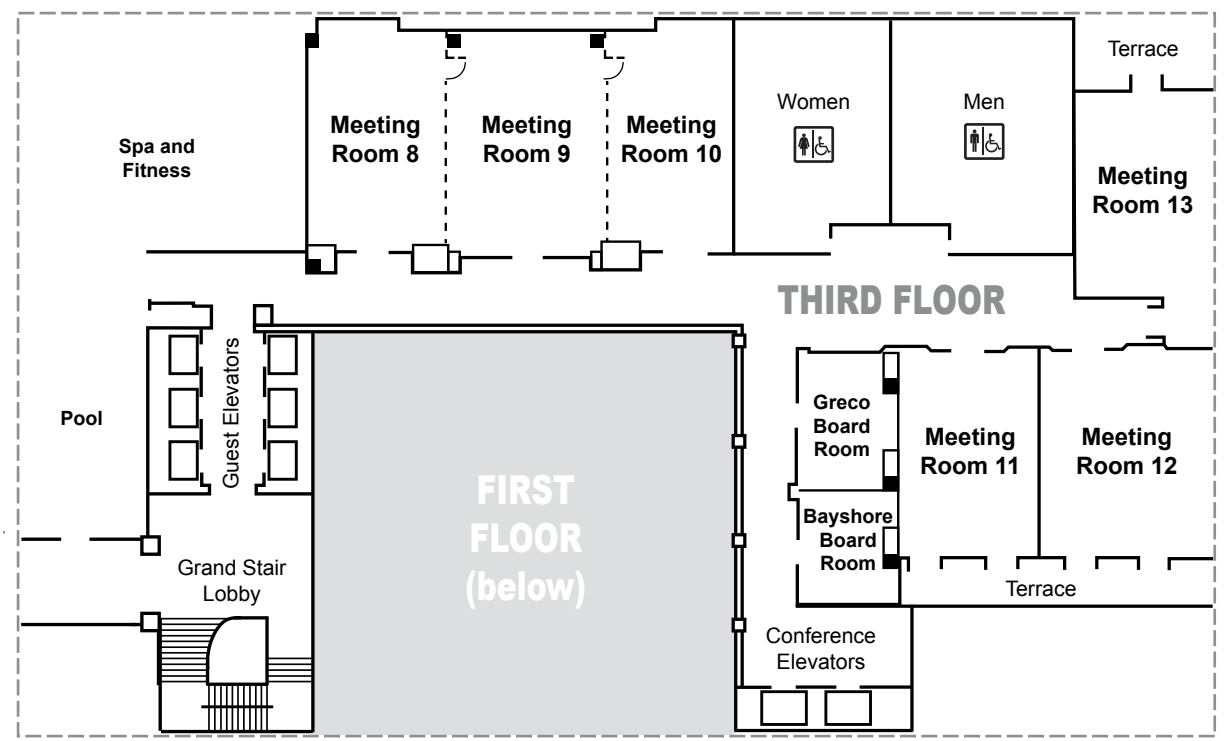 Terrace
Women
Men
Meeting
Room 8
Meeting
Room 9
Meeting
Room 10
Spa and
Fitness
Meeting
Room 13
THIRD FLOOR
Guest Elevators
Pool
Greco
Board
Room
Meeting
Room 11
Meeting
Room 12
FIRST
FLOOR
(below)
Bayshore
Board
Room
Grand Stair
Lobby
Terrace
Conference
Elevators